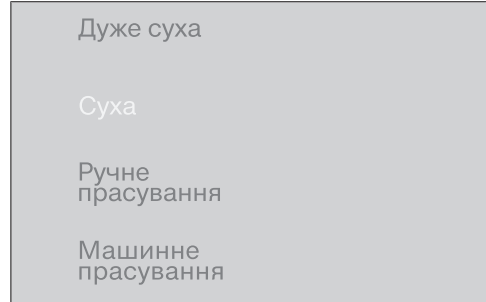 Дуже суха
Суха
Ручне
прасування
Машинне
прасування